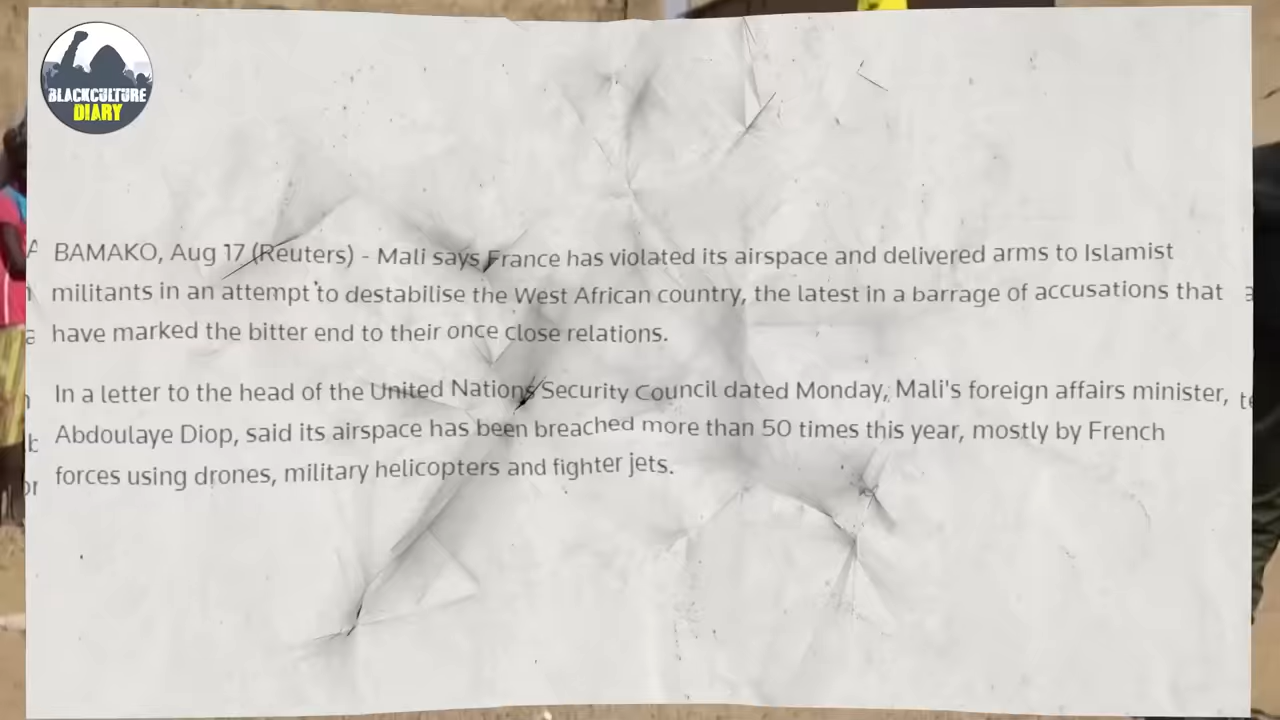 BLACKCULTURE
DIARY
BAMAKO, Aug 17 (Reuters) - Mali says France has violated its airspace and delivered arms to Islamist
militants in an attempt to destabilise the West African country, the latest in a barrage of accusations that
have marked the bitter end to their once close relations.
In a letter to the head of the United Nations Security Council dated Monday, Mali's foreign affairs minister,
Abdoulaye Diop, said its airspace has been breached more than 50 times this year, mostly by French
forces using drones, military helicopters and fighter jets.